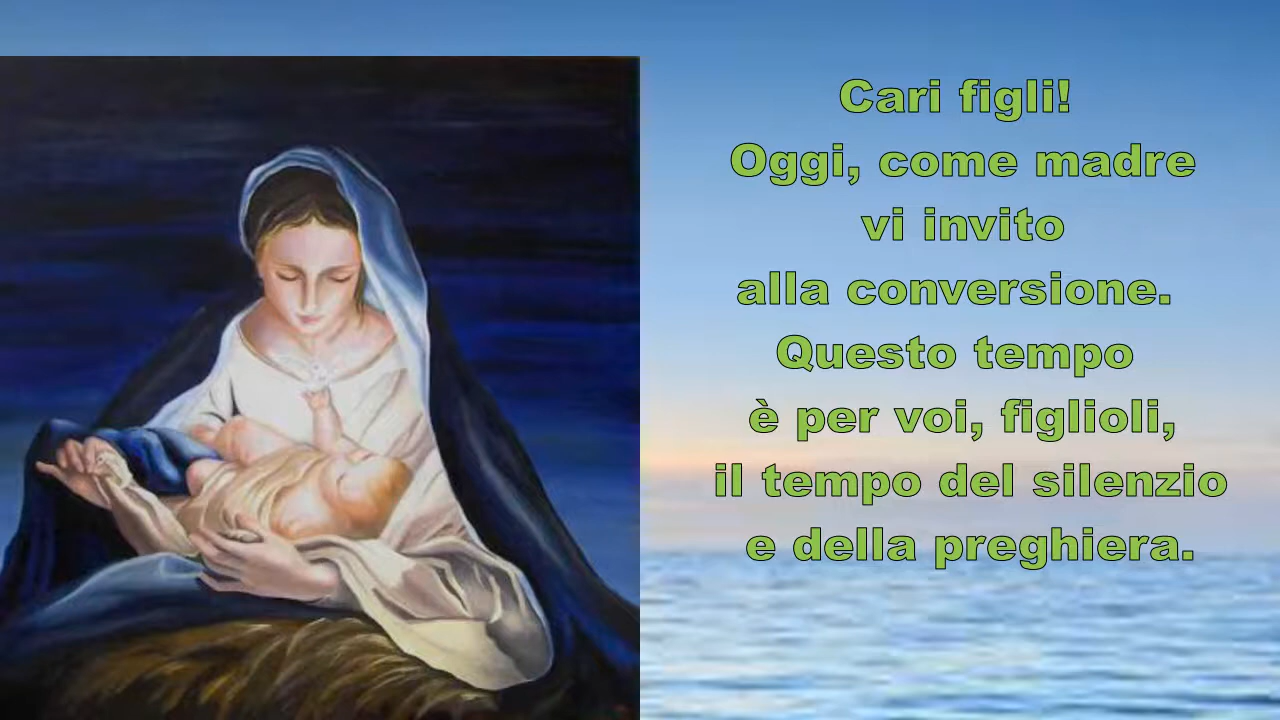 Cari figli!
Oggi, come madre
vi invito
alla conversione.
Questo tempo
è per voi, figlioli,
il tempo del silenzio
e della preghiera.